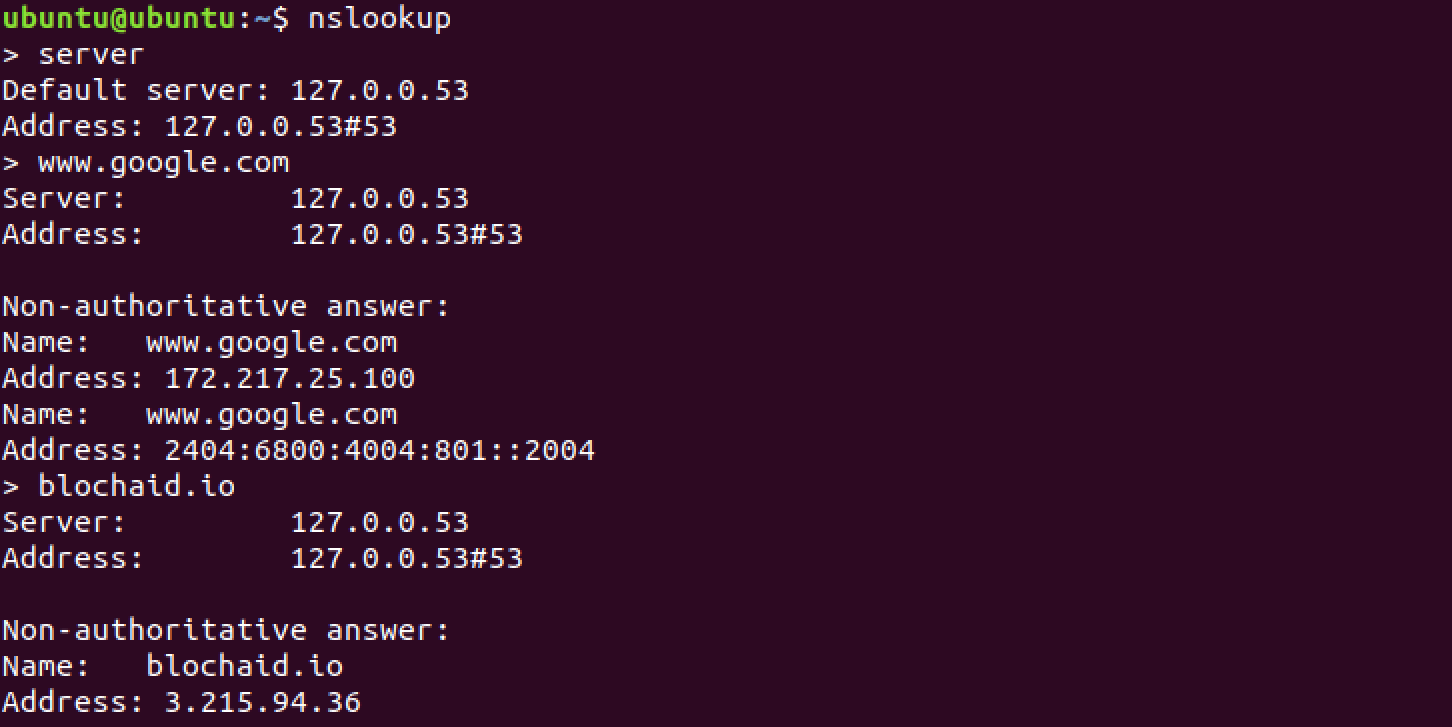 ubuntu@ubuntu:~$ nslookup
> server
Default server: 127.0.0.53
Address: 127.0.0.53#53
> www.google.com
Server:         127.0.0.53
Address:        127.0.0.53#53

Non-authoritative answer:
Name:   www.google.com
Address: 172.217.25.100
Name:   www.google.com
Address: 2404:6800:4004:801::2004
> blochaid.io
Server:         127.0.0.53
Address:        127.0.0.53#53

Non-authoritative answer:
Name:   blochaid.io
Address: 3.215.94.36